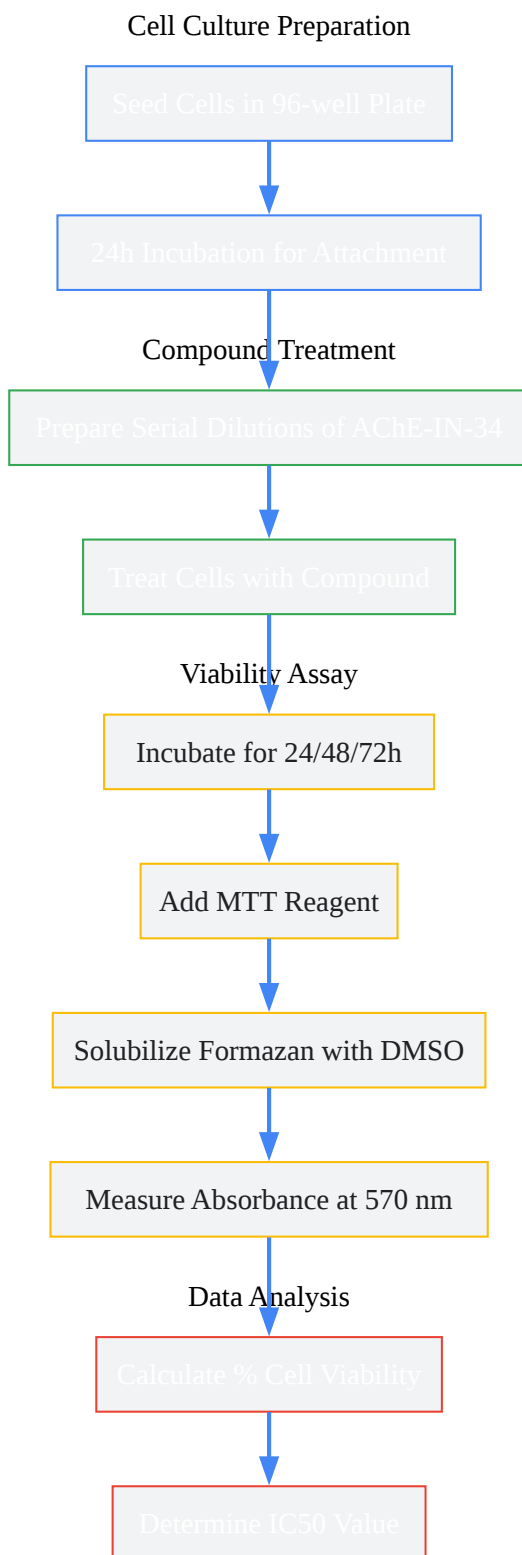 Cell Culture Preparation
Seed Cells in 96-well Plate
24h Incubation for Attachment
Compound Treatment
Prepare Serial Dilutions of AChE-IN-34
Treat Cells with Compound
Viability Assay
Incubate for 24/48/72h
Add MTT Reagent
Solubilize Formazan with DMSO
Measure Absorbance at 570 nm
Data Analysis
Calculate % Cell Viability
Determine IC50 Value